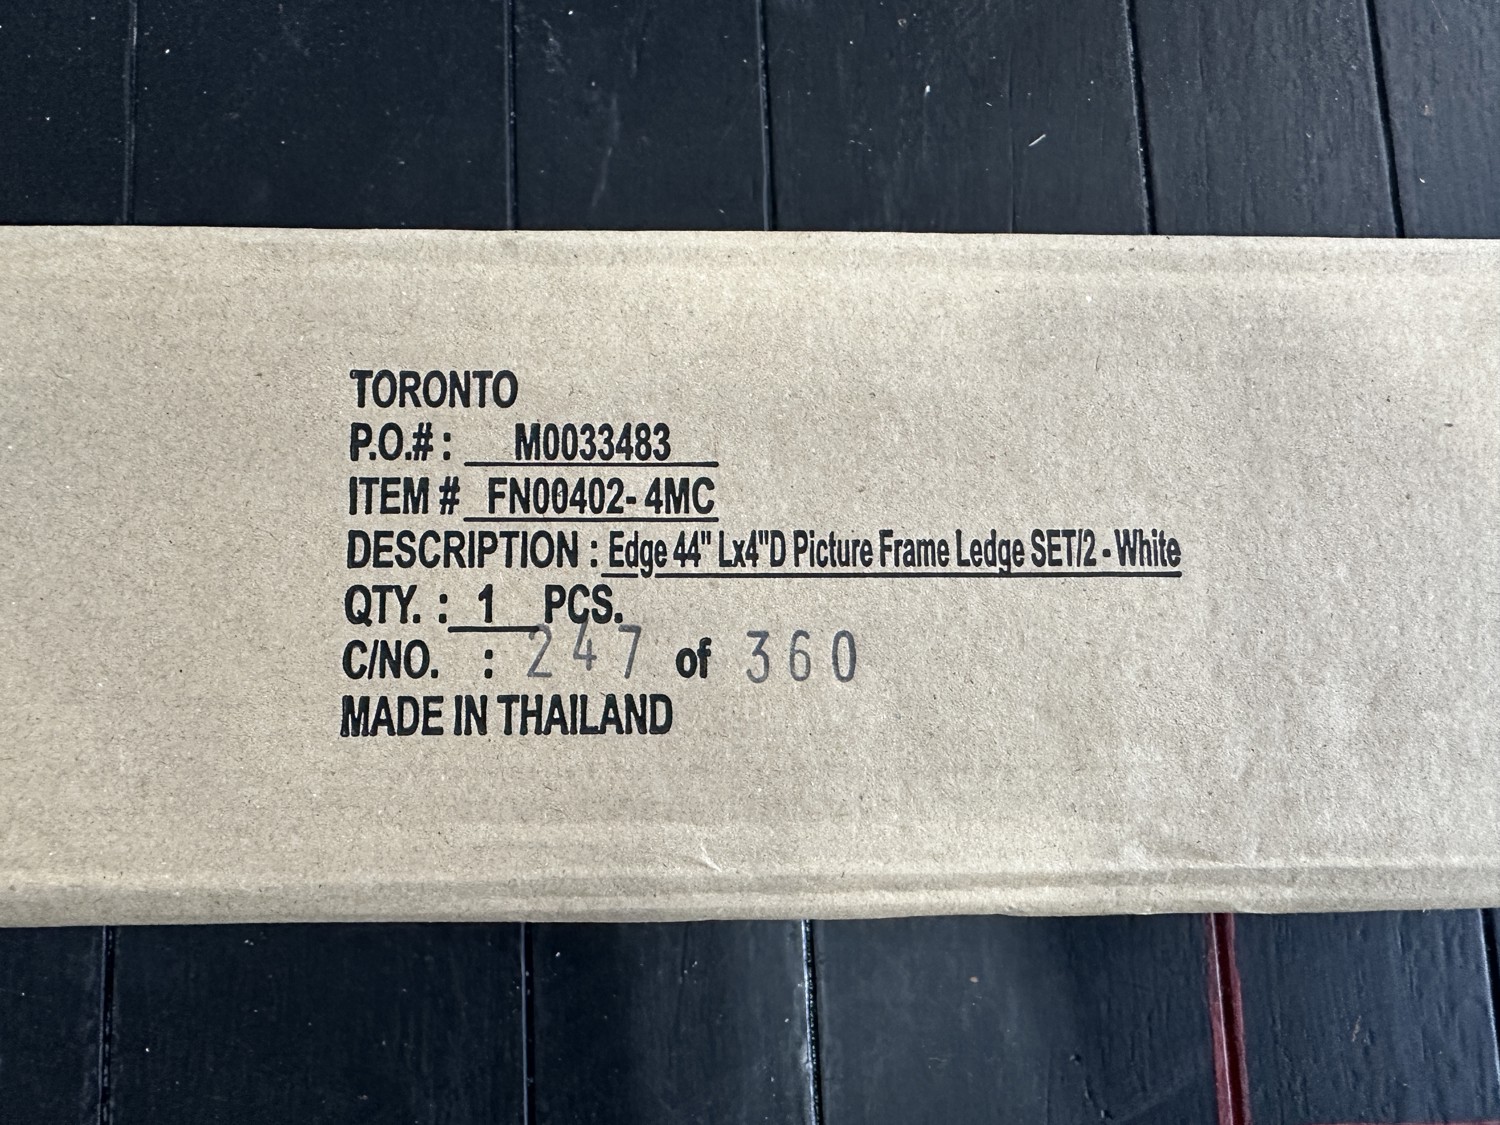 TORONTO
P.O.# : M0033483
ITEM # FN00402- 4MC
DESCRIPTION : Edge 44" Lx4"D Picture Frame Ledge SET/2 - White
QTY. : 1 PCS.
C/NO. : 247 of 360
MADE IN THAILAND